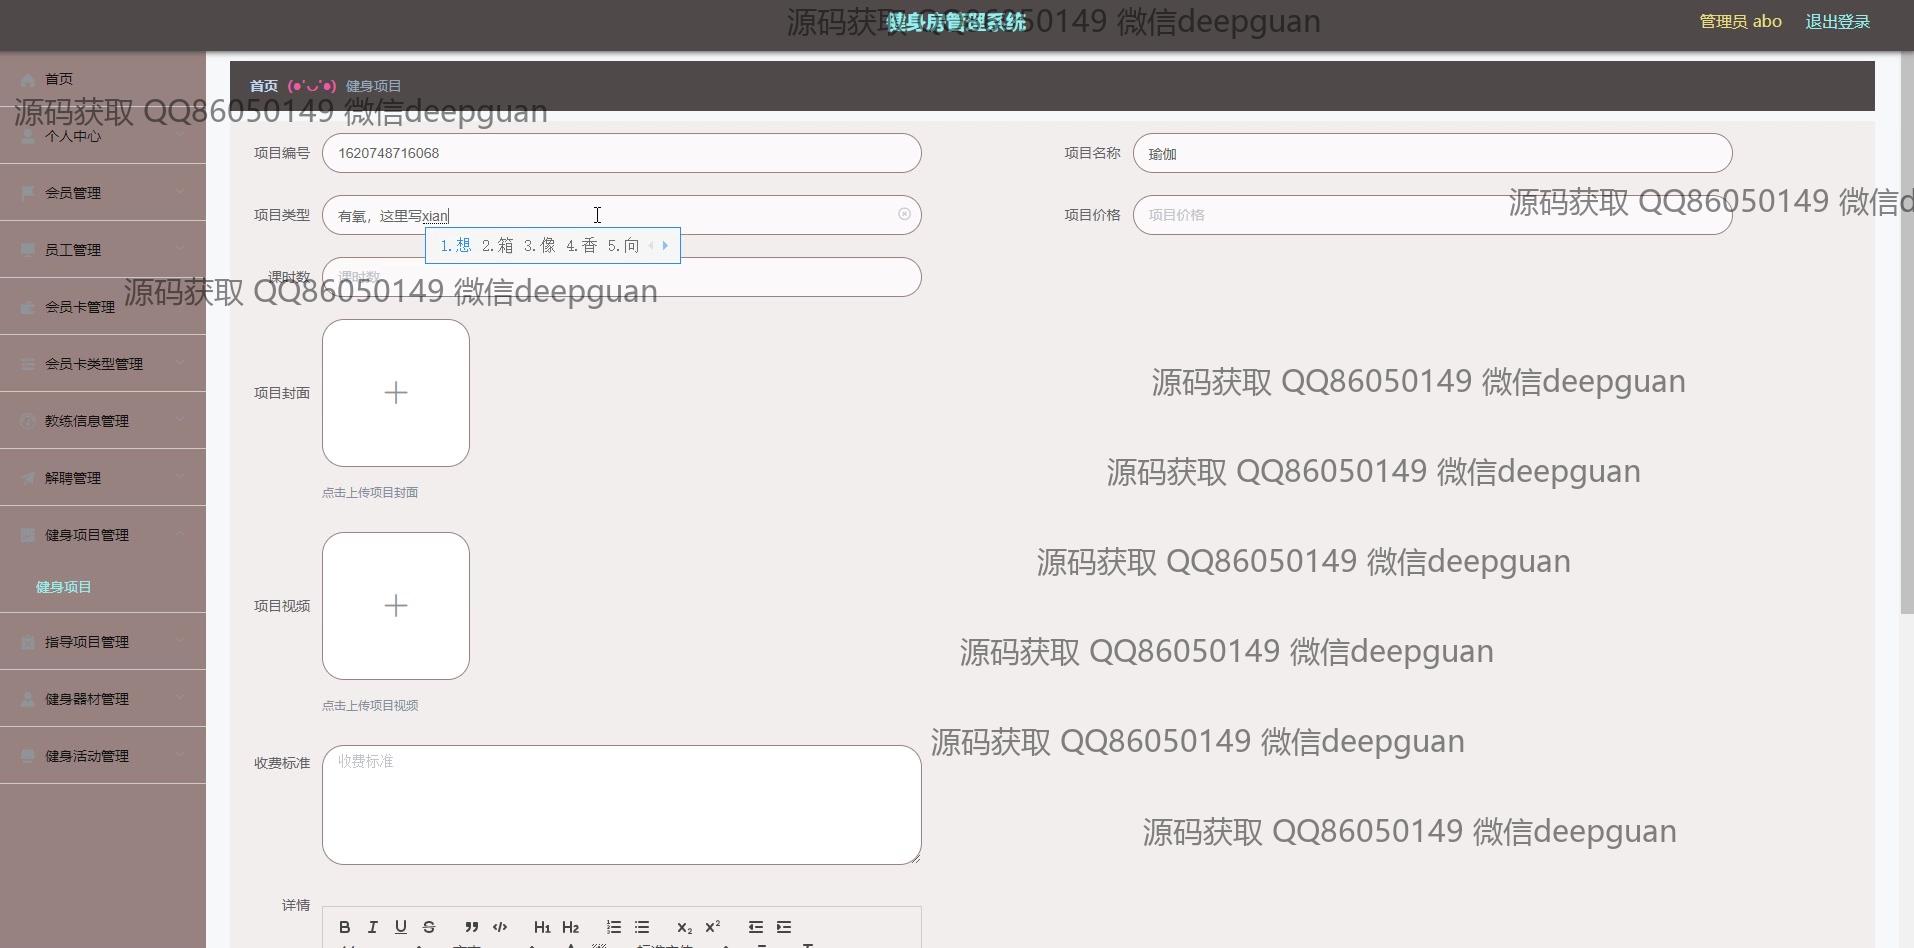 健身房管理系统
源码获取 QQ86050149 微信deepguan
管理员 abo
退出登录
首页
首页 (●'◡'●) 健身项目
源码获取 QQ86050149 微信deepguan
个人中心
项目编号 1620748716068
项目名称 瑜伽
会员管理
源码获取 QQ86050149 微信d
项目类型 有氧，这里写xian
项目价格 项目价格
1.想 2.箱 3.像 4.香 5.向
员工管理
课时数 课时数
源码获取 QQ86050149 微信deepguan
会员卡管理
会员卡类型管理
源码获取 QQ86050149 微信deepguan
项目封面
教练信息管理
源码获取 QQ86050149 微信deepguan
解聘管理
点击上传项目封面
健身项目管理
源码获取 QQ86050149 微信deepguan
健身项目
项目视频
指导项目管理
源码获取 QQ86050149 微信deepguan
健身器材管理
点击上传项目视频
源码获取 QQ86050149 微信deepguan
健身活动管理
收费标准 收费标准
源码获取 QQ86050149 微信deepguan
详情
B I U S H1 H2 x2 x2